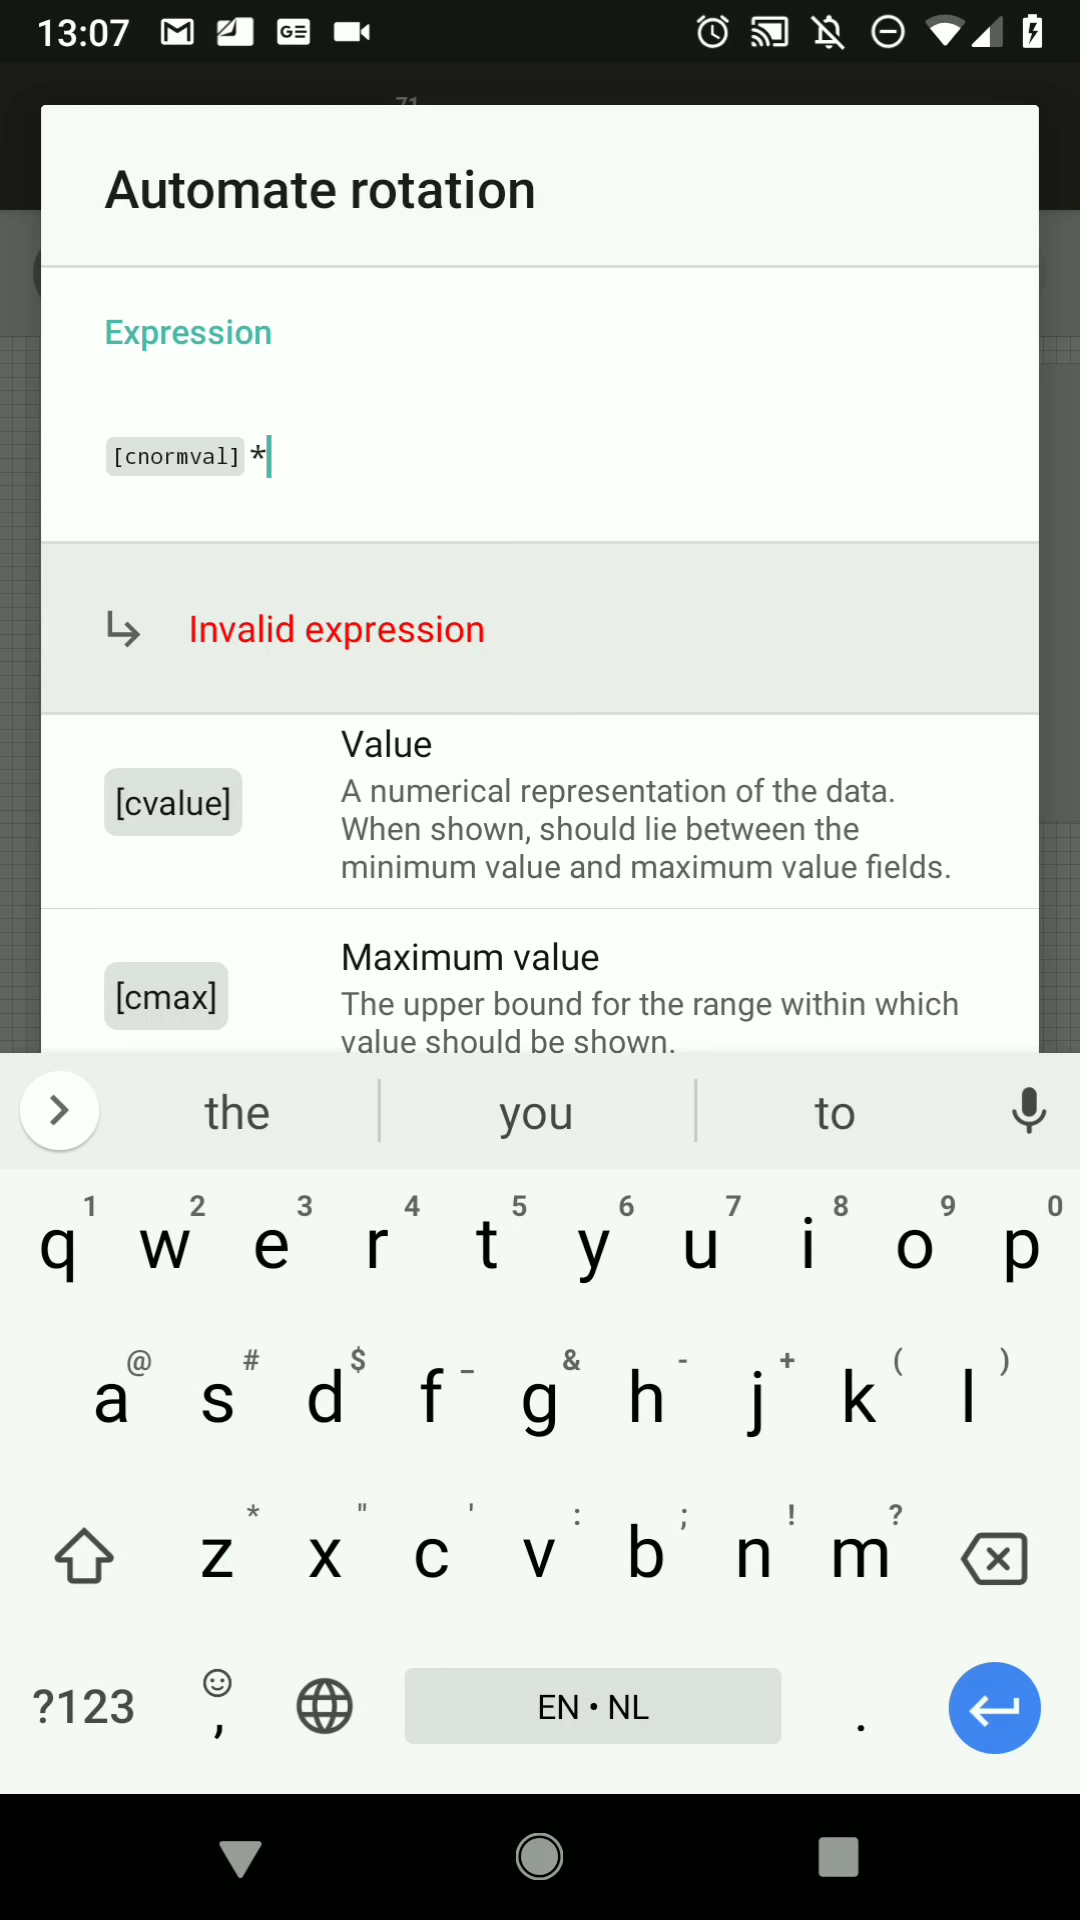 13:07
71
Automate rotation
Expression
[cnormval] *
Invalid expression
Value
[cvalue]
A numerical representation of the data.
When shown, should lie between the
minimum value and maximum value fields.
Maximum value
[cmax]
The upper bound for the range within which
value should be shown.
the you to
1 2 3 4 5 6 7 8 9 0
q w e r t y u i o p
@ # $ _ & - + ( )
a s d f g h j k l
* " ' : ; ! ?
z x c v b n m
?123 , EN • NL .